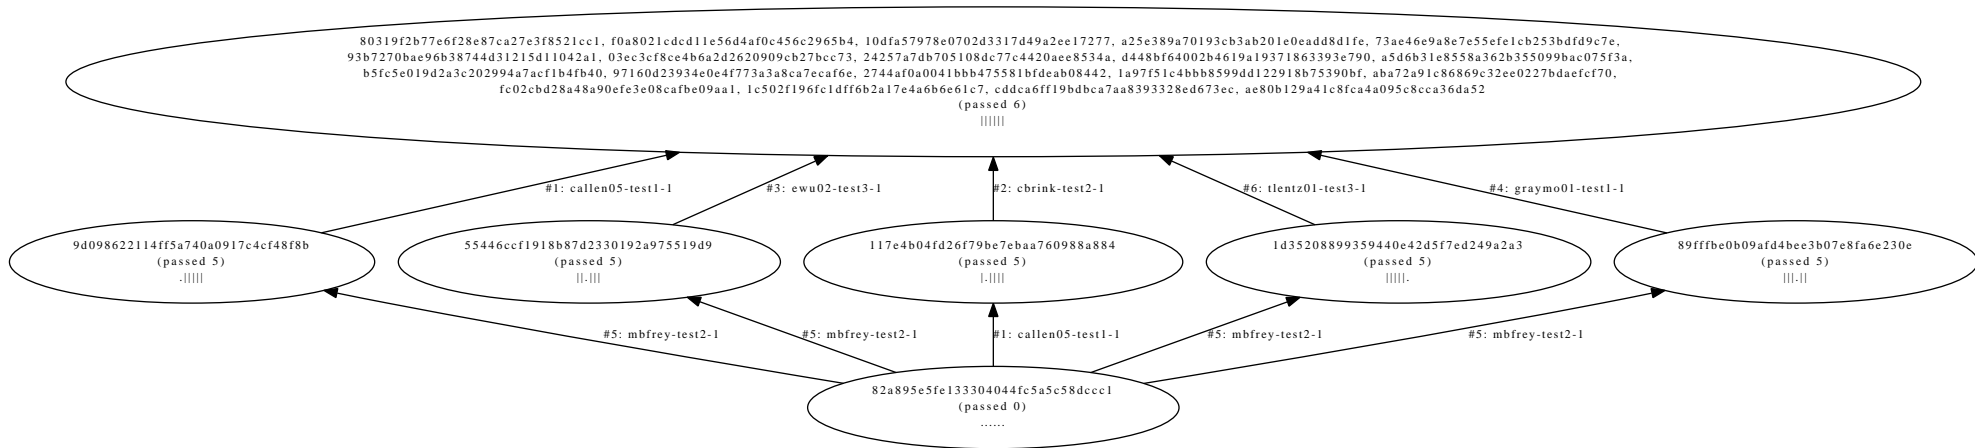 80319f2b77e6f28e87ca27e3f8521cc1, f0a8021cdcd11e56d4af0c456c2965b4, 10dfa57978e0702d3317d49a2ee17277, a25e389a70193cb3ab201e0eadd8d1fe, 73ae46e9a8e7e55efe1cb253bdfd9c7e,
93b7270bae96b38744d31215d11042a1, 03ec3cf8ce4b6a2d2620909cb27bcc73, 24257a7db705108dc77c4420aee8534a, d448bf64002b4619a19371863393e790, a5d6b31e8558a362b355099bac075f3a,
b5fc5e019d2a3c202994a7acf1b4fb40, 97160d23934e0e4f773a3a8ca7ecaf6e, 2744af0a0041bbb475581bfdeab08442, 1a97f51c4bbb8599dd122918b75390bf, aba72a91c86869c32ee0227bdaefcf70,
fc02cbd28a48a90efe3e08cafbe09aa1, 1c502f196fc1dff6b2a17e4a6b6e61c7, cddca6ff19bdbca7aa8393328ed673ec, ae80b129a41c8fca4a095c8cca36da52
(passed 6)
||||||
#1: callen05-test1-1
#3: ewu02-test3-1
#2: cbrink-test2-1
#6: tlentz01-test3-1
#4: graymo01-test1-1
9d098622114ff5a740a0917c4cf48f8b
(passed 5)
.|||||
55446ccf1918b87d2330192a975519d9
(passed 5)
||.|||
117e4b04fd26f79be7ebaa760988a884
(passed 5)
|.||||
1d35208899359440e42d5f7ed249a2a3
(passed 5)
|||||.
89fffbe0b09afd4bee3b07e8fa6e230e
(passed 5)
|||.||
#5: mbfrey-test2-1
#5: mbfrey-test2-1
#1: callen05-test1-1
#5: mbfrey-test2-1
#5: mbfrey-test2-1
82a895e5fe133304044fc5a5c58dccc1
(passed 0)
......